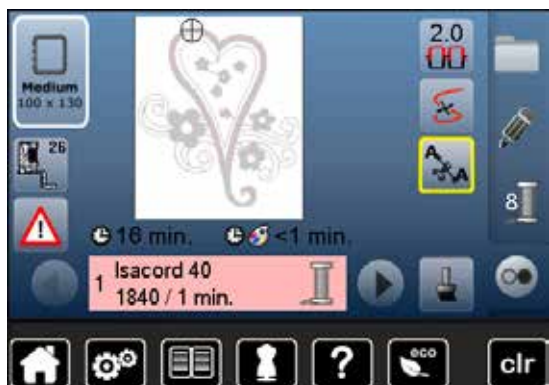 2.0
Medium
100 x 130
26
A A
8
16 min. <1 min.
1 Isacord 40
1840 / 1 min.
?
eco
clr